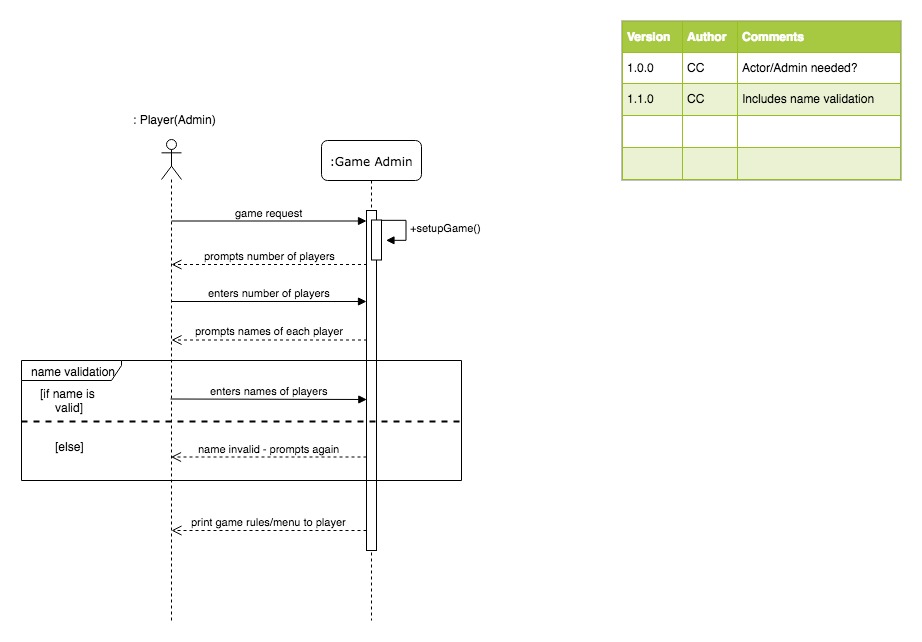 Version Author Comments
1.0.0 CC Actor/Admin needed?
1.1.0 CC Includes name validation
: Player(Admin)
:Game Admin
game request
+setupGame()
prompts number of players
enters number of players
prompts names of each player
name validation
[if name is
valid]
enters names of players
[else]
name invalid - prompts again
print game rules/menu to player